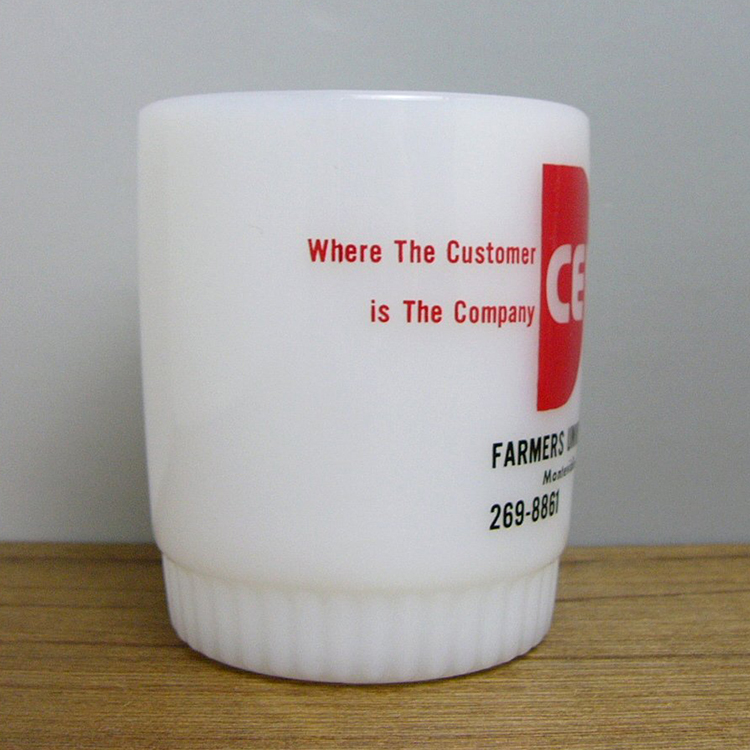 Where The Customer
is The Company
CE
FARMERS
269-8861